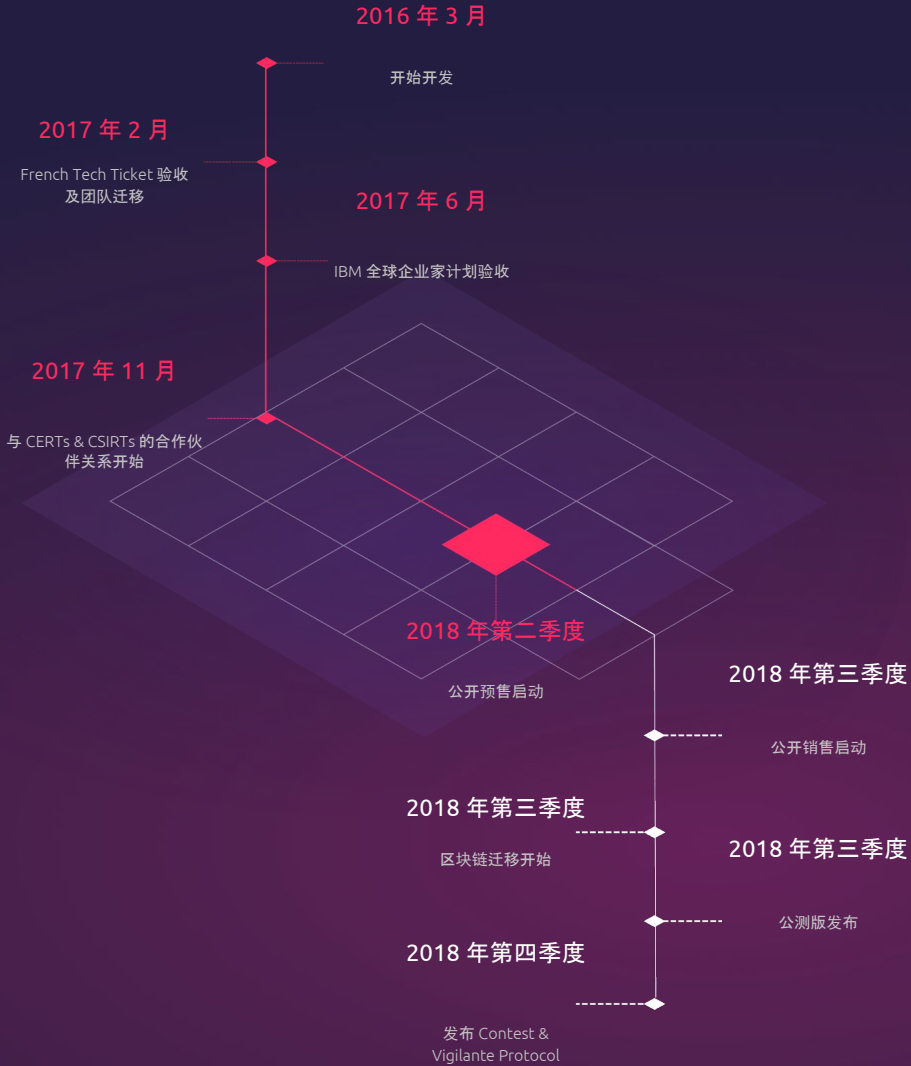 2016 年 3 月
开始开发
2017 年 2 月
French Tech Ticket 验收
及团队迁移
2017 年 6 月
IBM 全球企业家计划验收
2017 年 11 月
与 CERTs & CSIRTs 的合作伙
伴关系开始
2018 年第二季度
公开预售启动
2018 年第三季度
公开销售启动
2018 年第三季度
区块链迁移开始
2018 年第三季度
公测版发布
2018 年第四季度
发布 Contest &
Vigilante Protocol